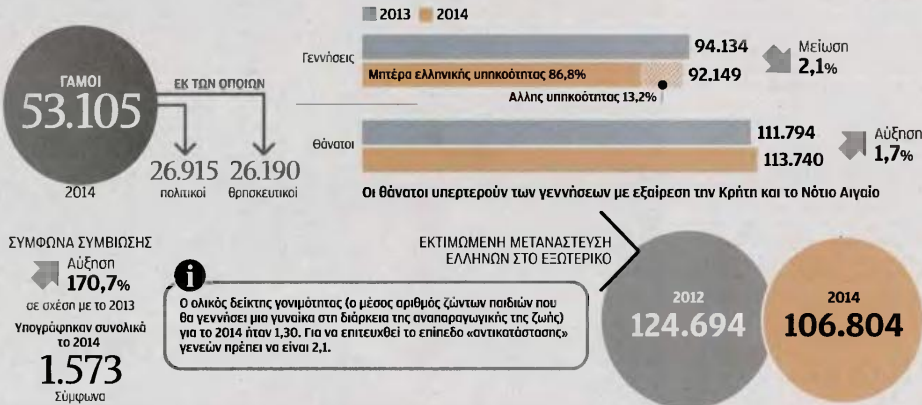 ΓΑΜΟΙ
53.105
2014
ΕΚ ΤΩΝ ΟΠΟΙΩΝ
26.915
πολιτικοί
26.190
θρησκευτικοί
2013 2014
Γεννήσεις
94.134
Μητέρα ελληνικής υπηκοότητας 86,8%
92.149
Αλλης υπηκοότητας 13,2%
Μείωση
2,1%
Θάνατοι
111.794
113.740
Αύξηση
1,7%
Οι θάνατοι υπερτερούν των γεννήσεων με εξαίρεση την Κρήτη και το Νότιο Αιγαίο
ΣΥΜΦΩΝΑ ΣΥΜΒΙΩΣΗΣ
Αύξηση
170,7%
σε σχέση με το 2013
Υπογράφηκαν συνολικά
το 2014
1.573
Σύμφωνα
i
Ο ολικός δείκτης γονιμότητας (ο μέσος αριθμός ζώντων παιδιών που
θα γεννήσει μια γυναίκα στη διάρκεια της αναπαραγωγικής της ζωής)
για το 2014 ήταν 1,30. Για να επιτευχθεί το επίπεδο «αντικατάστασης»
γενεών πρέπει να είναι 2,1.
ΕΚΤΙΜΩΜΕΝΗ ΜΕΤΑΝΑΣΤΕΥΣΗ
ΕΛΛΗΝΩΝ ΣΤΟ ΕΞΩΤΕΡΙΚΟ
2012
124.694
2014
106.804